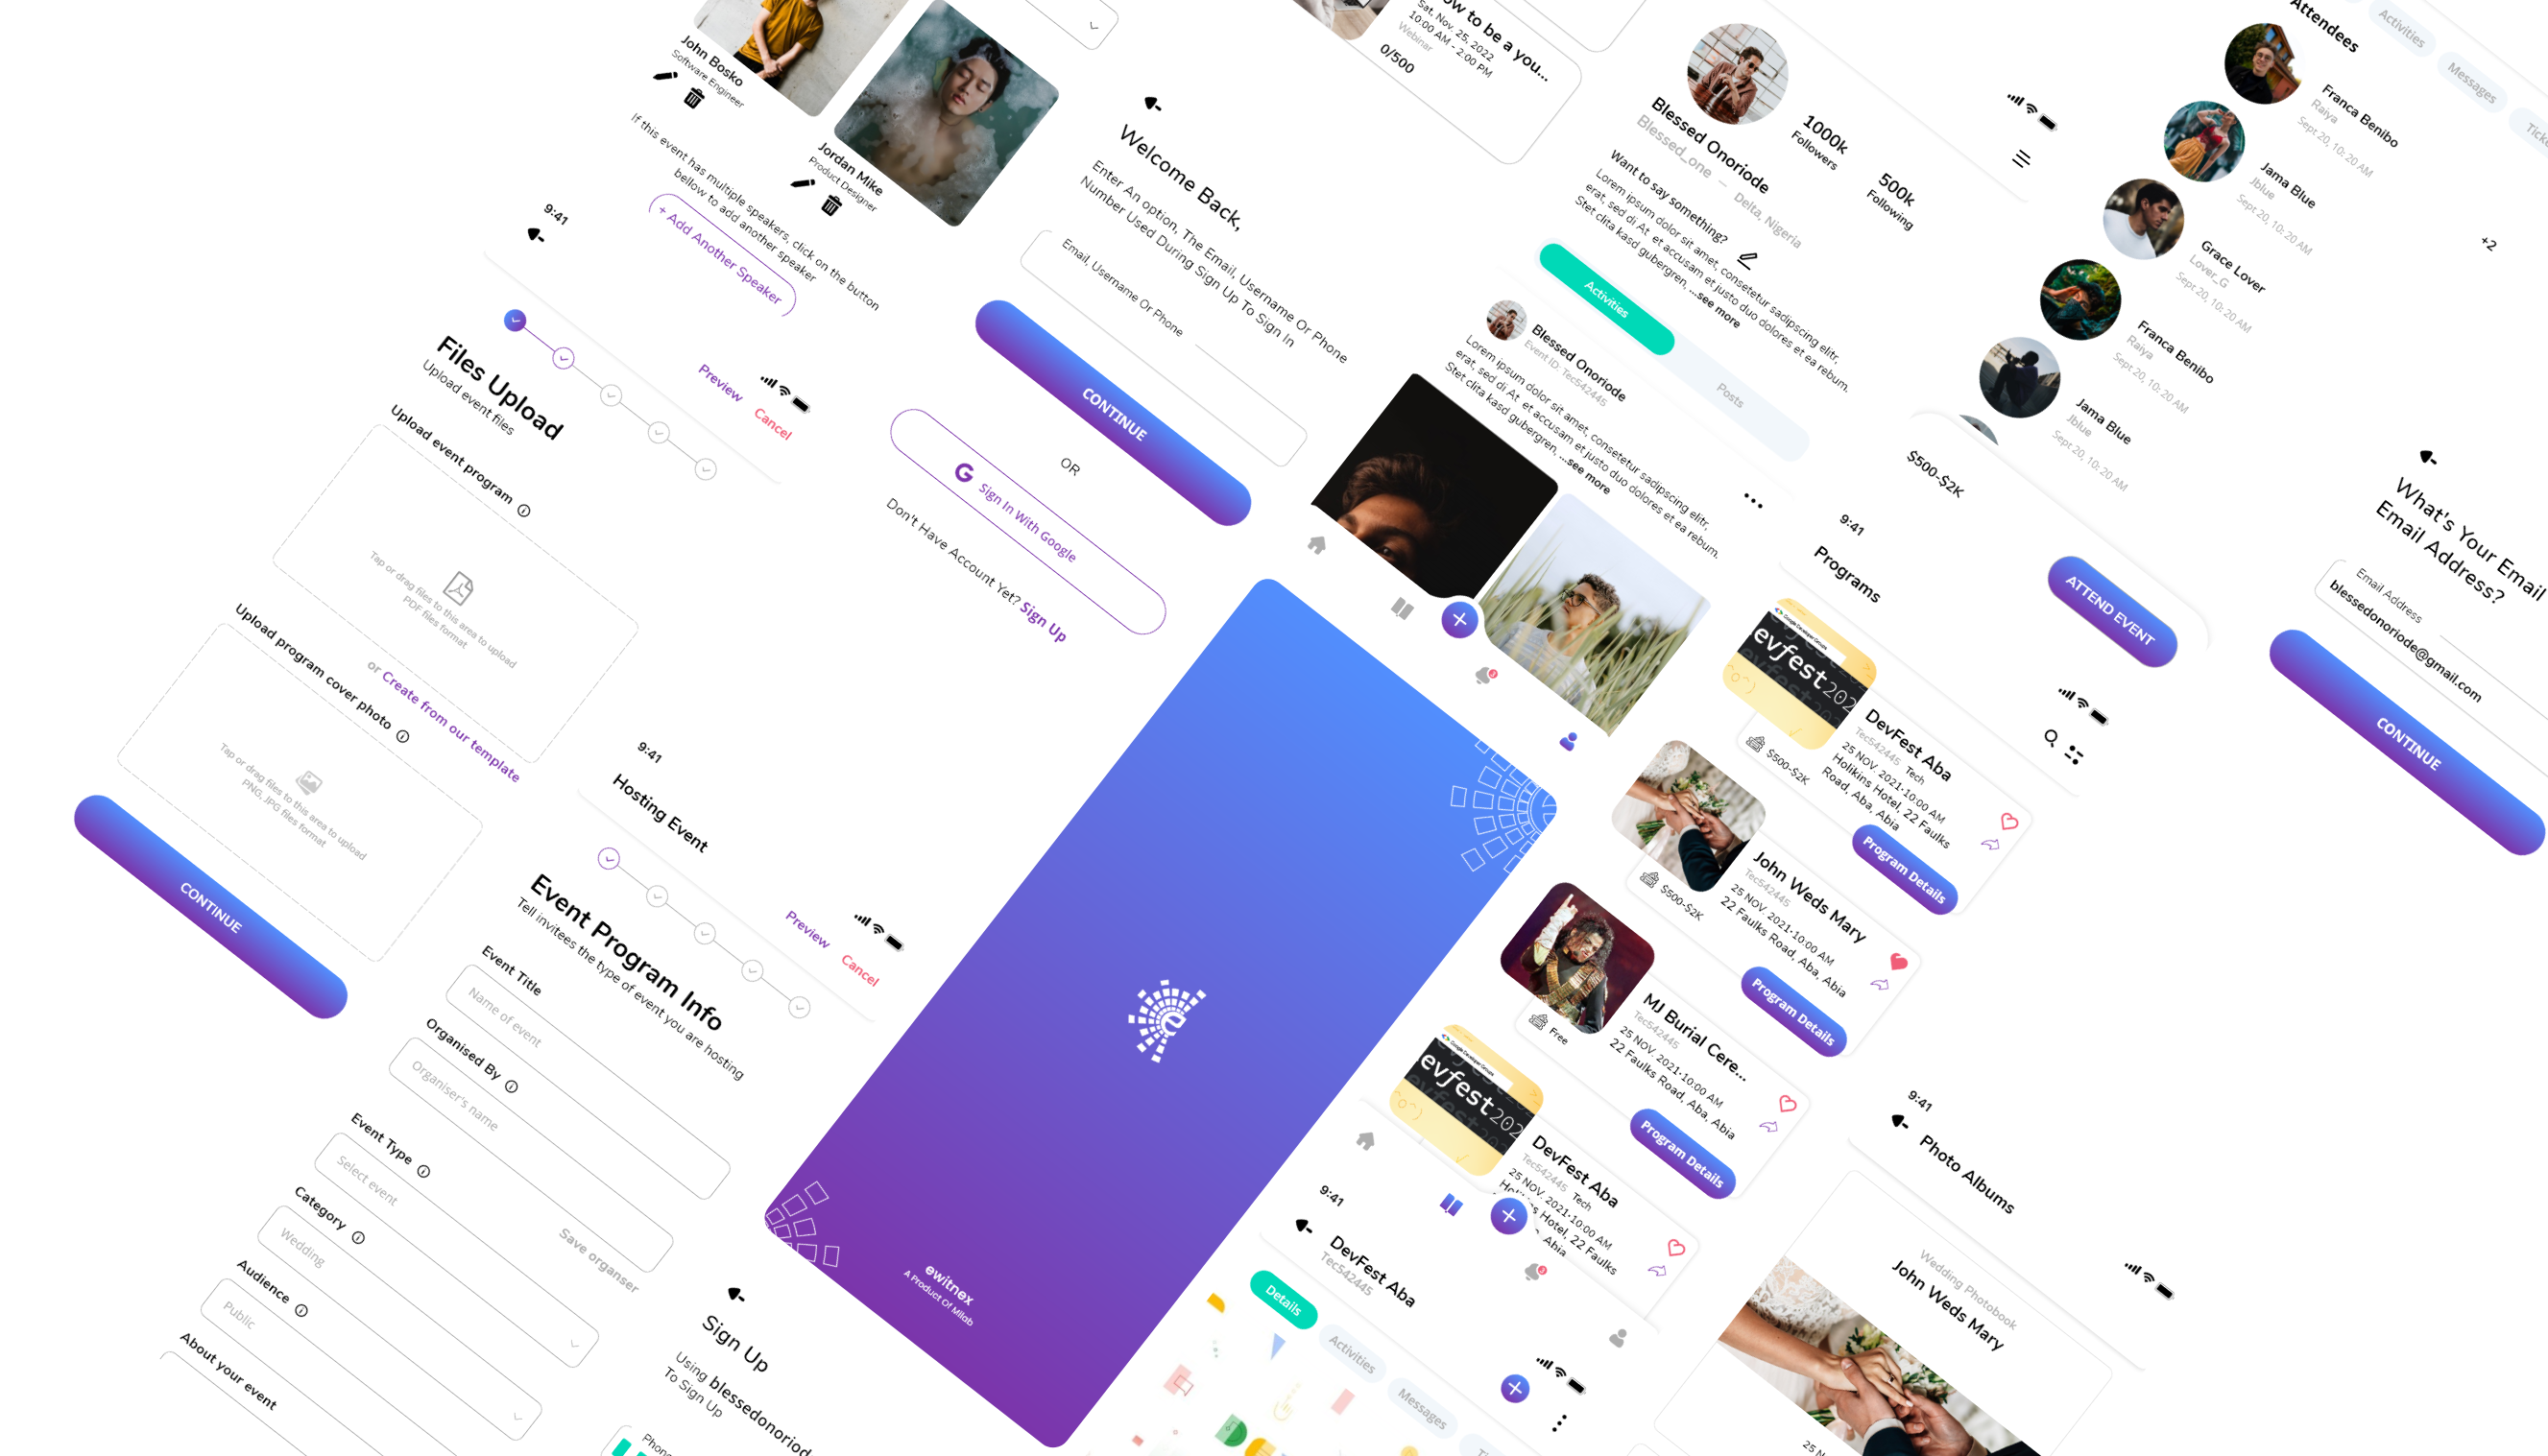 John Bosko
Software Engineer
Jordan Mike
Product Designer
If this event has multiple speakers, click on the button
bellow to add another speaker
+ Add Another Speaker
9:41
Preview
Cancel
Files Upload
Upload event files
Upload event program
Tap or drag files to this area to upload
PDF files format
or Create from our template
Upload program cover photo
Tap or drag files to this area to upload
PNG, JPG files format
CONTINUE
9:41
Hosting Event
Preview
Cancel
Event Program Info
Tell invitees the type of event you are hosting
Event Title
Name of event
Organised By
Organiser's name
Save organser
Event Type
Select event
Category
Wedding
Audience
Public
About your event
Welcome Back,
Enter An option, The Email, Username Or Phone
Number Used During Sign Up To Sign In
Email, Username Or Phone
CONTINUE
OR
G Sign In With Google
Don't Have Account Yet? Sign Up
ewitnex
A Product Of Milab
Sign Up
Using blessedonoriod
To Sign Up
Phon
ow to be a you...
Sat, Nov. 25, 2022
10:00 AM - 2:00 PM
Webinar
0/500
Blessed Onoriode
Blessed_one – Delta, Nigeria
1000k
Followers
500k
Following
Want to say something?
Lorem ipsum dolor sit amet, consetetur sadipscing elitr,
erat, sed di At et accusam et justo duo dolores et ea rebum.
Stet clita kasd gubergren, ...see more
Activities
Posts
Blessed Onoriode
Event ID: Tec542445
Lorem ipsum dolor sit amet, consetetur sadipscing elitr,
erat, sed di At et accusam et justo duo dolores et ea rebum.
Stet clita kasd gubergren, ...see more
3
9:41
Programs
Google Developer Groups
evfest202
DevFest Aba
Tec542445 Tech
25 NOV. 2021•10:00 AM
Holikins Hotel, 22 Faulks
Road, Aba, Abia
$500-$2K
Program Details
John Weds Mary
Tec542445
25 NOV. 2021•10:00 AM
22 Faulks Road, Aba, Abia
$500-$2K
Program Details
MJ Burial Cere...
Tec542445
25 NOV. 2021•10:00 AM
22 Faulks Road, Aba, Abia
Free
Program Details
Google Developer Groups
evfest202
DevFest Aba
Tec542445 Tech
25 NOV. 2021•10:00 AM
Hotel, 22 Faulks
Abia
3
9:41
DevFest Aba
Tec542445
Details
Activities
Messages
Attendees
Activities
Messages
Franca Benibo
Raiya
Sept 20, 10:20 AM
Jama Blue
Jblue
Sept 20, 10:20 AM
Grace Lover
Lover_G
Sept 20, 10:20 AM
Franca Benibo
Raiya
Sept 20, 10:20 AM
Jama Blue
Jblue
Sept 20, 10:20 AM
+2
$500-$2K
ATTEND EVENT
What's Your Email
Email Address?
Email Address
blessedonoriode@gmail.com
CONTINUE
9:41
Photo Albums
Wedding Photobook
John Weds Mary
25 N